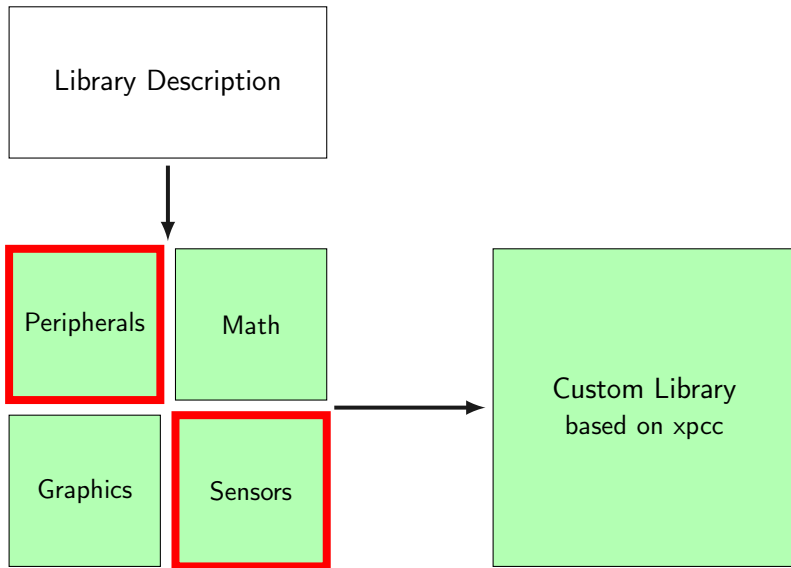 Library Description
Peripherals
Math
Graphics
Sensors
Custom Library
based on xpcc